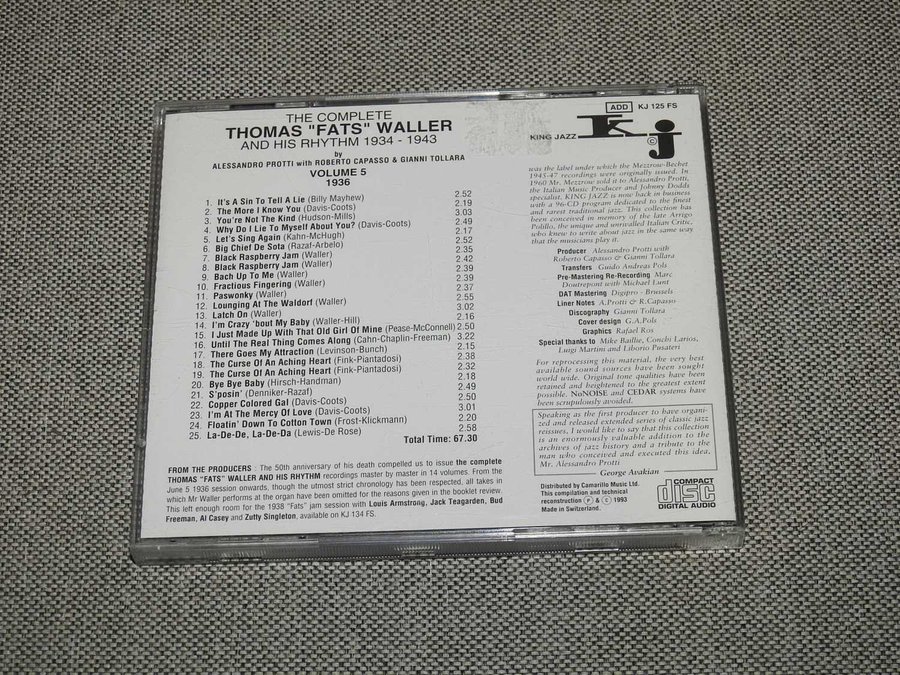 THE COMPLETE
THOMAS "FATS" WALLER
AND HIS RHYTHM 1934 - 1943
by
ALESSANDRO PROTTI with ROBERTO CAPASSO & GIANNI TOLLARA
VOLUME 5
1936
1. It's A Sin To Tell A Lie (Billy Mayhew) 2.52
2. The More I Know You (Davis-Coots) 2.19
3. You're Not The Kind (Hudson-Mills) 3.03
4. Why Do I Lie To Myself About You? (Davis-Coots) 2.49
5. Let's Sing Again (Kahn-McHugh) 2.17
6. Big Chief De Sota (Razaf-Arbelo) 2.52
7. Black Raspberry Jam (Waller) 2.35
8. Black Raspberry Jam (Waller) 2.42
9. Bach Up To Me (Waller) 2.39
10. Fractious Fingering (Waller) 2.39
11. Paswonky (Waller) 2.37
12. Lounging At The Waldorf (Waller) 2.55
13. Latch On (Waller) 3.02
14. I'm Crazy 'bout My Baby (Waller-Hill) 2.16
15. I Just Made Up With That Old Girl Of Mine (Pease-McConnell) 2.50
16. Until The Real Thing Comes Along (Cahn-Chaplin-Freeman) 3.22
17. There Goes My Attraction (Levinson-Bunch) 2.15
18. The Curse Of An Aching Heart (Fink-Piantadosi) 2.38
19. The Curse Of An Aching Heart (Fink-Piantadosi) 2.32
20. Bye Bye Baby (Hirsch-Handman) 2.18
21. S'posin' (Denniker-Razaf) 2.49
22. Copper Colored Gal (Davis-Coots) 2.50
23. I'm At The Mercy Of Love (Davis-Coots) 3.01
24. Floatin' Down To Cotton Town (Frost-Klickmann) 2.20
25. La-De-De, La-De-Da (Lewis-De Rose) 2.58
Total Time: 67.30
FROM THE PRODUCERS : The 50th anniversary of his death compelled us to issue the complete
THOMAS "FATS" WALLER AND HIS RHYTHM recordings master by master in 14 volumes. From the
June 5 1936 session onwards, though the utmost strict chronology has been respected, all takes in
which Mr Waller performs at the organ have been omitted for the reasons given in the booklet review.
This left enough room for the 1938 "Fats" jam session with Louis Armstrong, Jack Teagarden, Bud
Freeman, Al Casey and Zutty Singleton, available on KJ 134 FS.
ADD KJ 125 FS
KING JAZZ
K
© j
was the label under which the Mezzrow-Bechet
1945-47 recordings were originally issued. In
1960 Mr. Mezzrow sold it to Alessandro Protti,
the Italian Music Producer and Johnny Dodds
specialist. KING JAZZ is now back in business
with a 96-CD program dedicated to the finest
and rarest traditional jazz. This collection has
been conceived in memory of the late Arrigo
Polillo, the unique and unrivalled Italian Critic,
who knew to write about jazz in the same way
that the musicians play it.
Producer Alessandro Protti with
Roberto Capasso & Gianni Tollara
Transfers Guido Andreas Pols
Pre-Mastering Re-Recording Marc
Doutrepont with Michael Lunt
DAT Mastering Digipro - Brussels
Liner Notes A.Protti & R.Capasso
Discography Gianni Tollara
Cover design G.A.Pols
Graphics Rafael Ros
Special thanks to Mike Baillie, Conchi Larios,
Luigi Martini and Liborio Pusateri
For reprocessing this material, the very best
available sound sources have been sought
world wide. Original tone qualities have been
retained and heightened to the greatest extent
possible. NoNOISE and CEDAR systems have
been scrupulously avoided.
Speaking as the first producer to have organi-
zed and released extended series of classic jazz
reissues, I would like to say that this collection
is an enormously valuable addition to the
archives of jazz history and a tribute to the
man who conceived and executed this idea,
Mr. Alessandro Protti
George Avakian
Distributed by Camarillo Music Ltd.
This compilation and technical
reconstruction ℗ & © 1993
Made in Switzerland.
COMPACT
disc
DIGITAL AUDIO